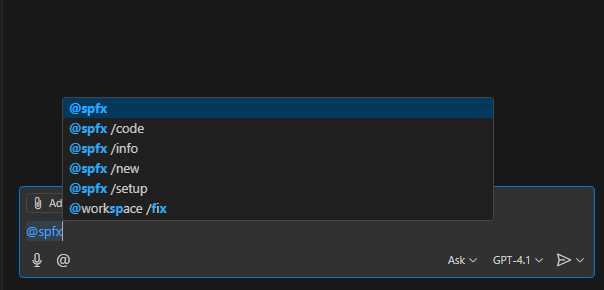 @spfx
@spfx /code
@spfx /info
@spfx /new
@spfx /setup
@workspace /fix
Ad
@spfx
@ Ask GPT-4.1